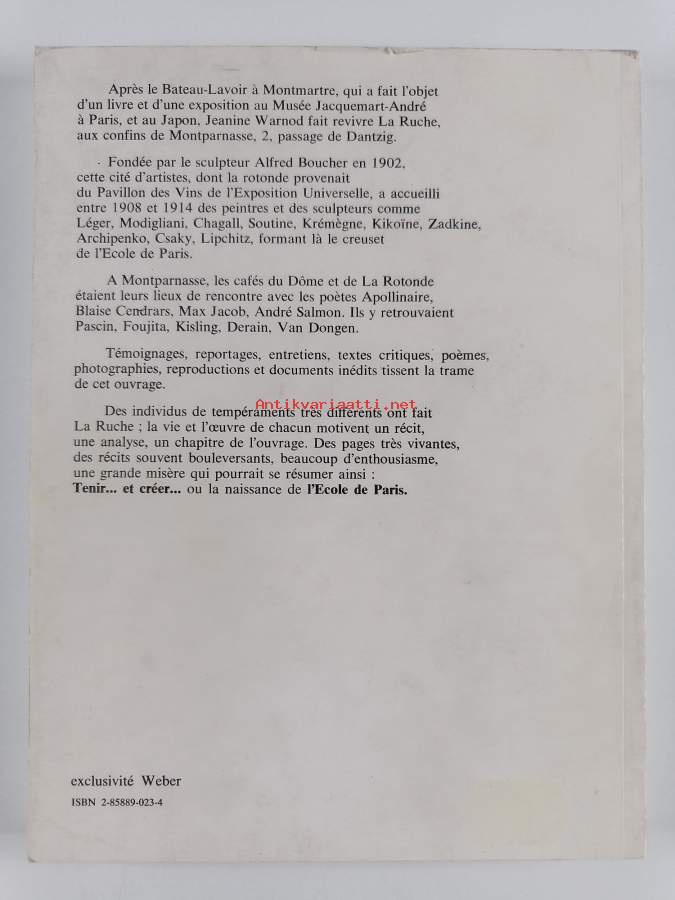 Après le Bateau-Lavoir à Montmartre, qui a fait l'objet
d'un livre et d'une exposition au Musée Jacquemart-André
à Paris, et au Japon, Jeanine Warnod fait revivre La Ruche,
aux confins de Montparnasse, 2, passage de Dantzig.
Fondée par le sculpteur Alfred Boucher en 1902,
cette cité d'artistes, dont la rotonde provenait
du Pavillon des Vins de l'Exposition Universelle, a accueilli
entre 1908 et 1914 des peintres et des sculpteurs comme
Léger, Modigliani, Chagall, Soutine, Krémègne, Kikoïne, Zadkine,
Archipenko, Csaky, Lipchitz, formant là le creuset
de l'Ecole de Paris.
A Montparnasse, les cafés du Dôme et de La Rotonde
étaient leurs lieux de rencontre avec les poètes Apollinaire,
Blaise Cendrars, Max Jacob, André Salmon. Ils y retrouvaient
Pascin, Foujita, Kisling, Derain, Van Dongen.
Témoignages, reportages, entretiens, textes critiques, poèmes,
photographies, reproductions et documents inédits tissent la trame
de cet ouvrage.
Antikvariaatti.net
Des individus de tempéraments très différents ont fait
La Ruche ; la vie et l'œuvre de chacun motivent un récit,
une analyse, un chapitre de l'ouvrage. Des pages très vivantes,
des récits souvent bouleversants, beaucoup d'enthousiasme,
une grande misère qui pourrait se résumer ainsi :
Tenir... et créer... ou la naissance de l'Ecole de Paris.
exclusivité Weber
ISBN 2-85889-023-4